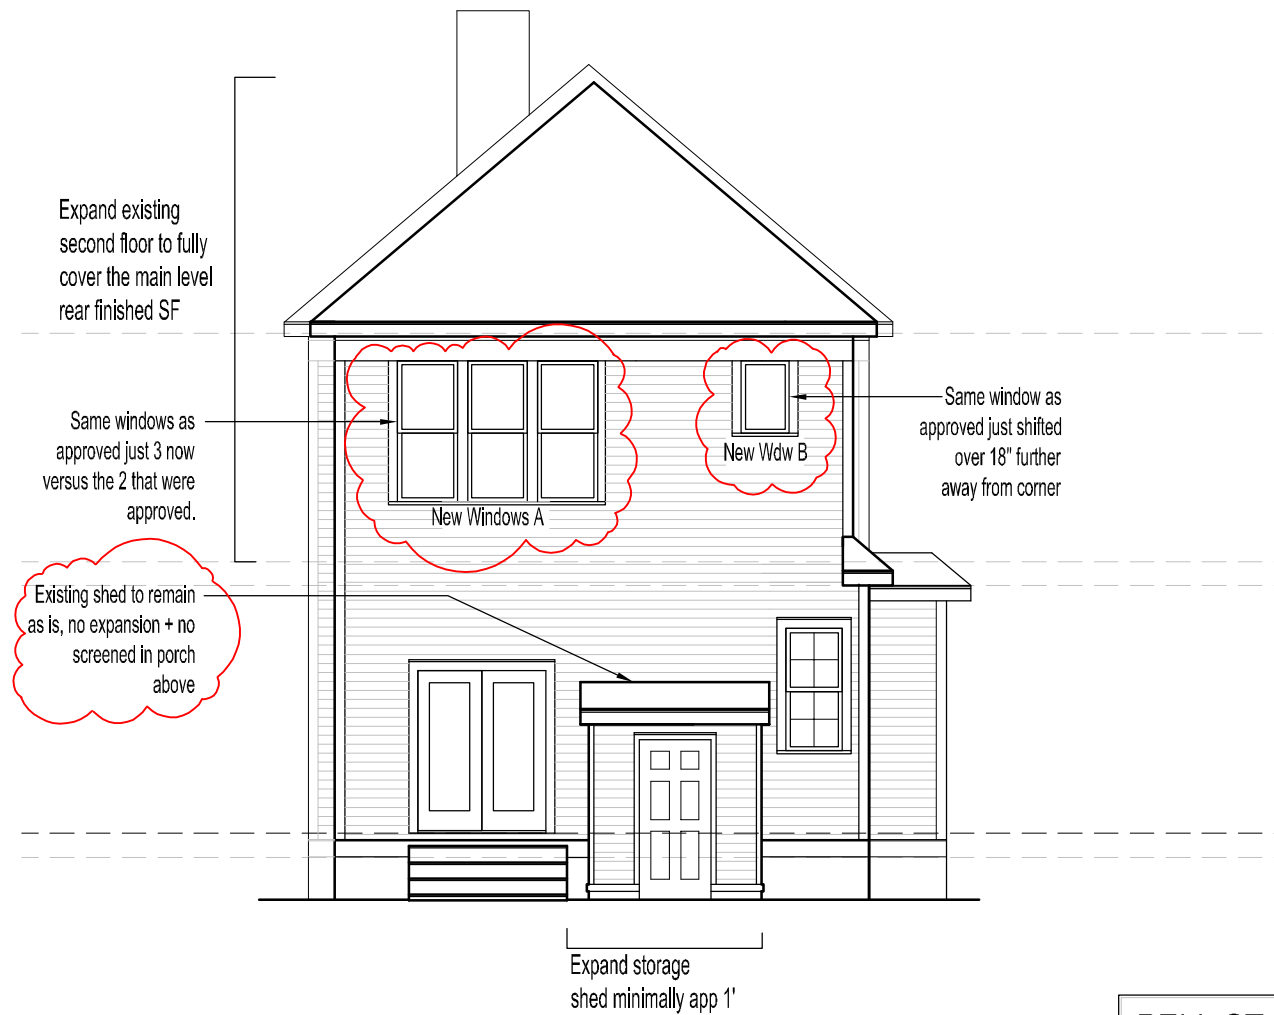 Expand existing
second floor to fully
cover the main level
rear finished SF
Same windows as
approved just 3 now
versus the 2 that were
approved.
New Windows A
New Wdw B
Same window as
approved just shifted
over 18" further
away from corner
Existing shed to remain
as is, no expansion + no
screened in porch
above
Expand storage
shed minimally app 1'